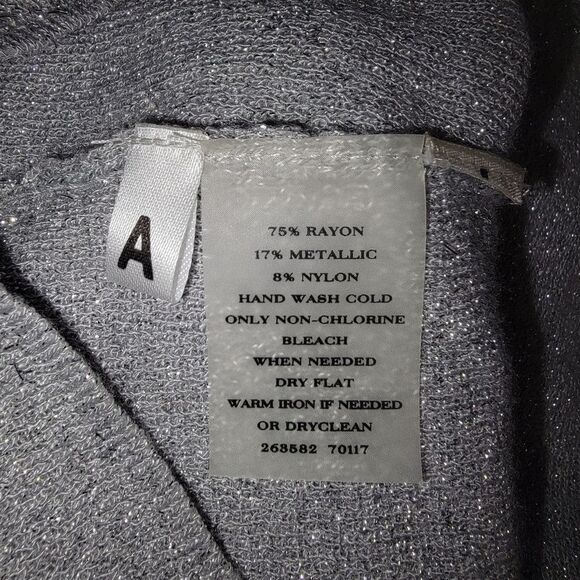 A
75% RAYON
17% METALLIC
8% NYLON
HAND WASH COLD
ONLY NON-CHLORINE
BLEACH
WHEN NEEDED
DRY FLAT
WARM IRON IF NEEDED
OR DRYCLEAN
263582 70117